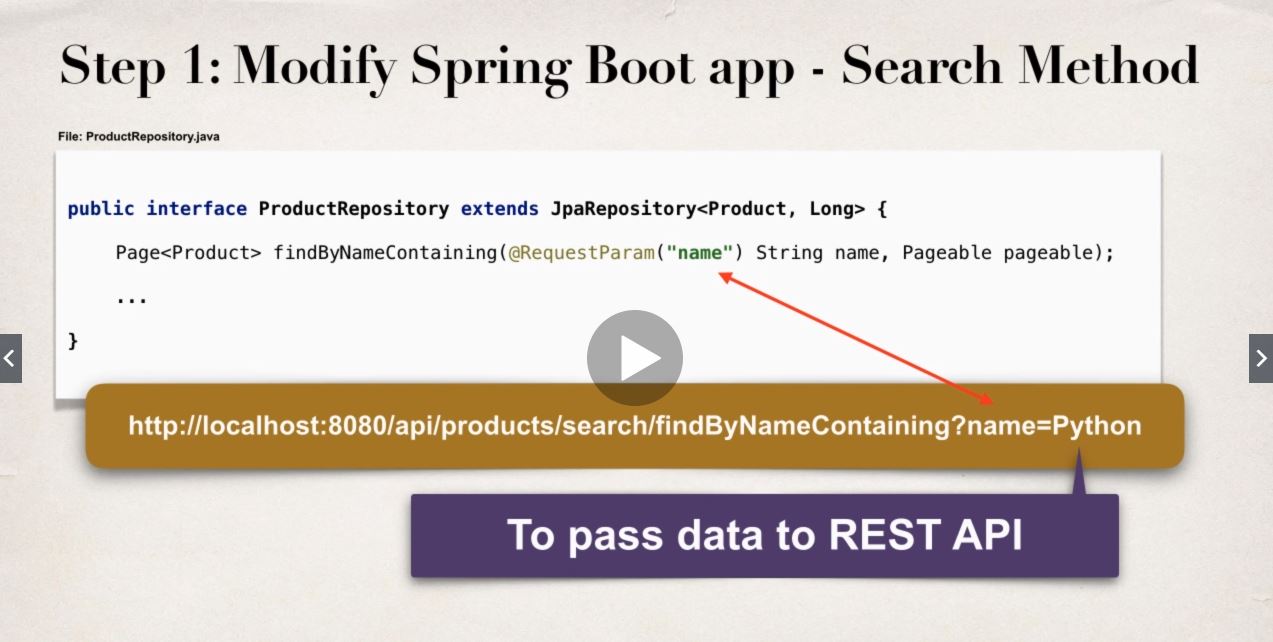 Step 1: Modify Spring Boot app - Search Method
File: ProductRepository.java
public interface ProductRepository extends JpaRepository<Product, Long> {
Page<Product> findByNameContaining(@RequestParam("name") String name, Pageable pageable);
...
}
http://localhost:8080/api/products/search/findByNameContaining?name=Python
To pass data to REST API